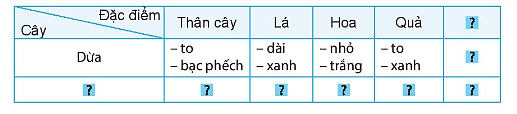 Đặc điểm
Cây
Thân cây
Lá
Hoa
Quả
?
Dừa
– to
– bạc phếch
– dài
– xanh
– nhỏ
– trắng
– to
– xanh
?
?
?
?
?
?
?